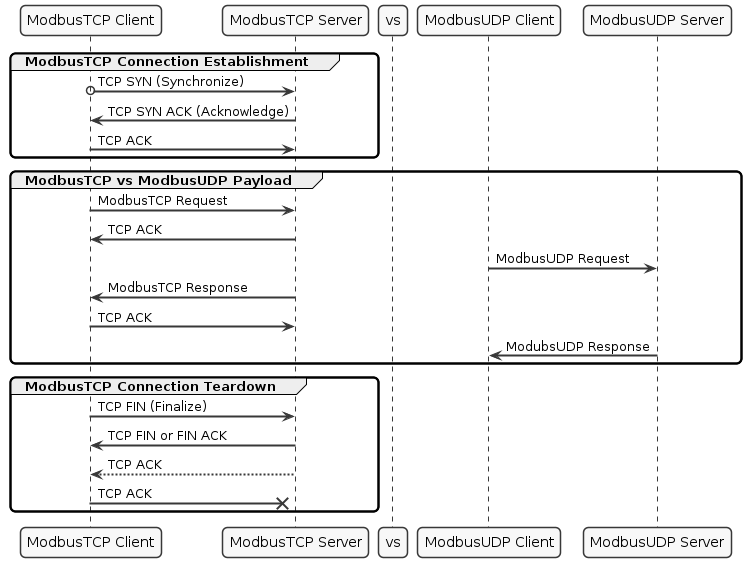 ModbusTCP Client
ModbusTCP Server
vs
ModbusUDP Client
ModbusUDP Server
ModbusTCP Connection Establishment
TCP SYN (Synchronize)
TCP SYN ACK (Acknowledge)
TCP ACK
ModbusTCP vs ModbusUDP Payload
ModbusTCP Request
TCP ACK
ModbusUDP Request
ModbusTCP Response
TCP ACK
ModubsUDP Response
ModbusTCP Connection Teardown
TCP FIN (Finalize)
TCP FIN or FIN ACK
TCP ACK
TCP ACK
ModbusTCP Client
ModbusTCP Server
vs
ModbusUDP Client
ModbusUDP Server